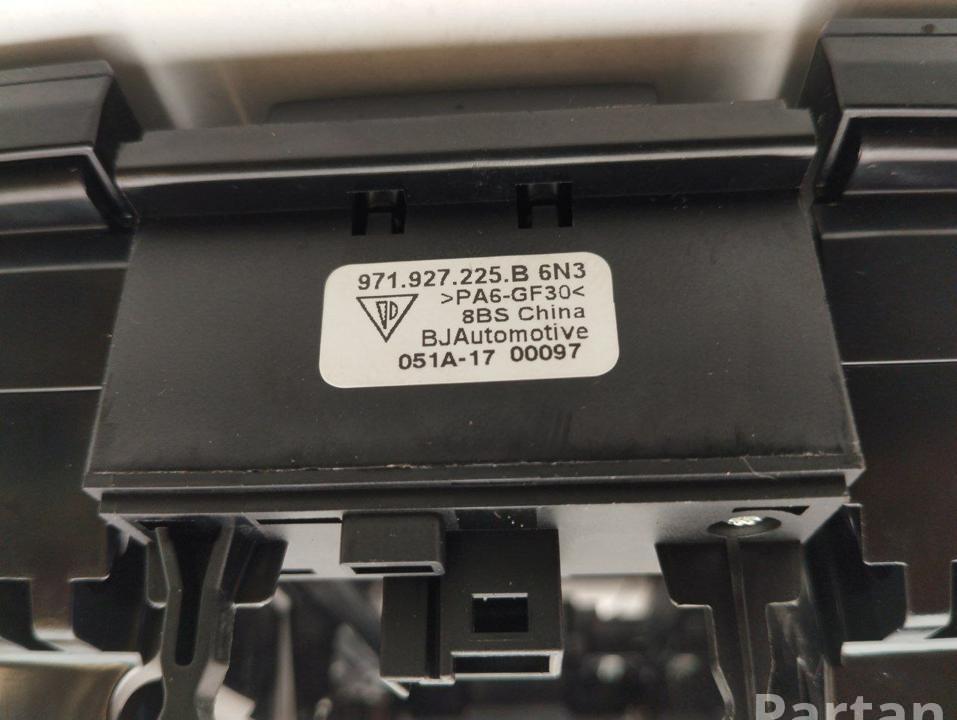 971.927.225.B 6N3
>PA6-GF30<
8BS China
BJAutomotive
051A-17 00097
Partan